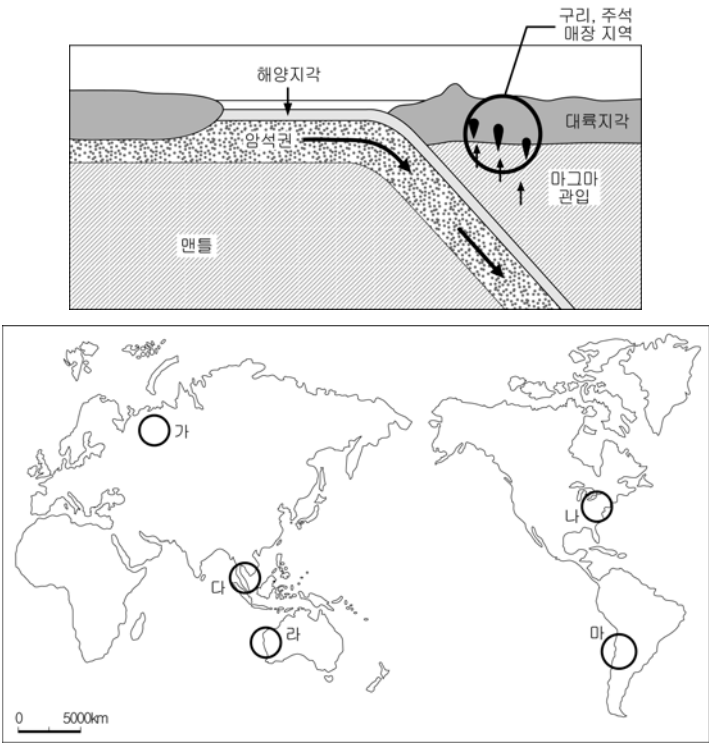 구리, 주석
매장 지역
해양지각
대륙지각
암석권
마그마
관입
맨틀
가
나
다
라
마
0 5000km